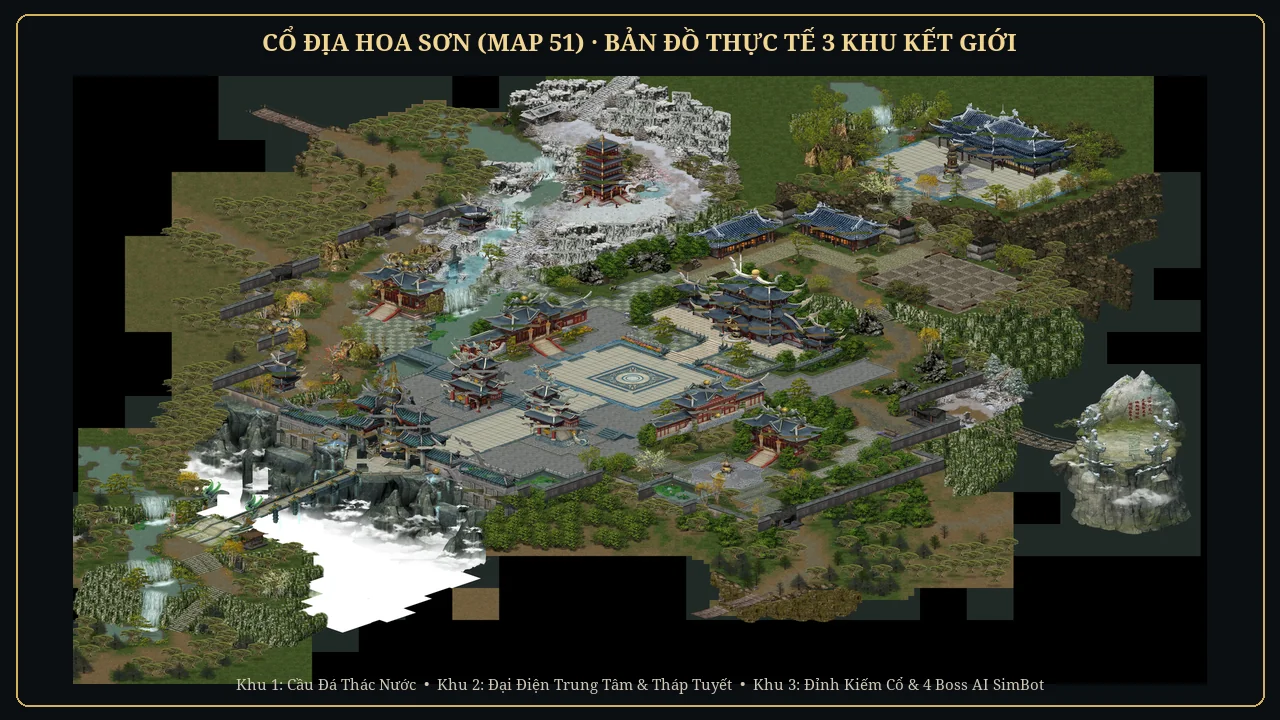 CỔ ĐỊA HOA SƠN (MAP 51) · BẢN ĐỒ THỰC TẾ 3 KHU KẾT GIỚI
Khu 1: Cầu Đá Thác Nước • Khu 2: Đại Điện Trung Tâm & Tháp Tuyết • Khu 3: Đỉnh Kiếm Cổ & 4 Boss AI SimBot